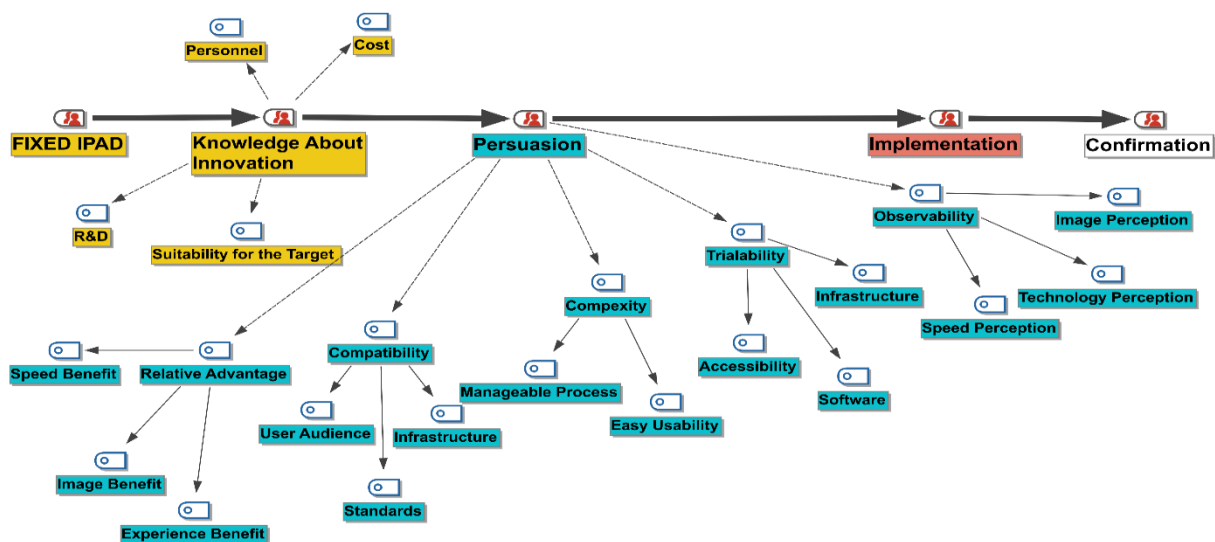 Personnel
Cost
FIXED IPAD
Knowledge About
Innovation
Persuasion
Implementation
Confirmation
R&D
Suitability for the Target
Observability
Image Perception
Trialability
Infrastructure
Technology Perception
Speed Perception
Compexity
Compatibility
Speed Benefit
Relative Advantage
Accessibility
Manageable Process
Software
User Audience
Infrastructure
Easy Usability
Image Benefit
Standards
Experience Benefit